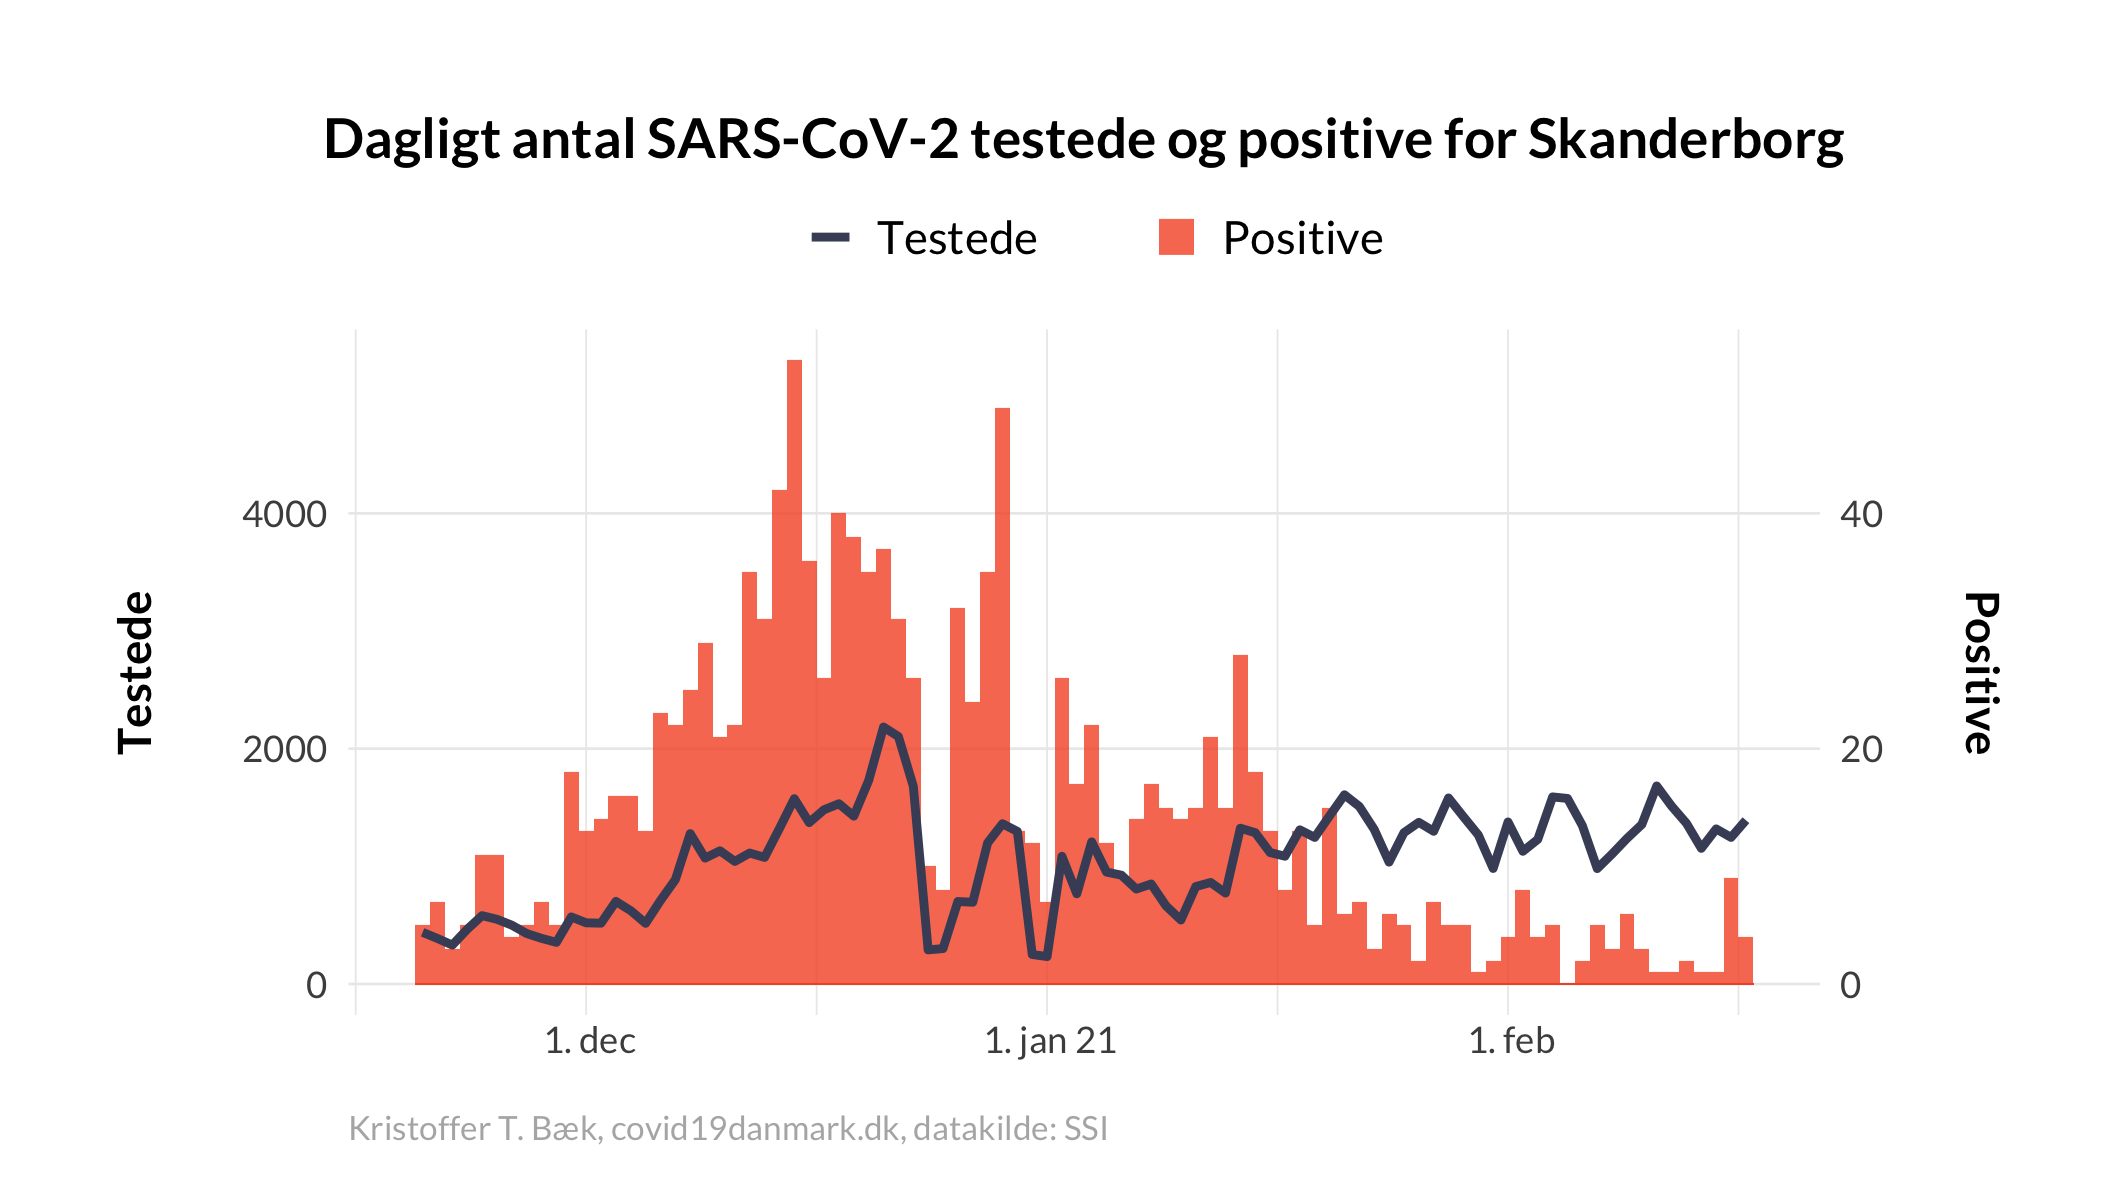 Dagligt antal SARS-CoV-2 testede og positive for Skanderborg
Testede
Positive
4000
2000
0
40
20
0
Testede
Positive
1. dec
1. jan 21
1. feb
Kristoffer T. Bæk, covid19danmark.dk, datakilde: SSI